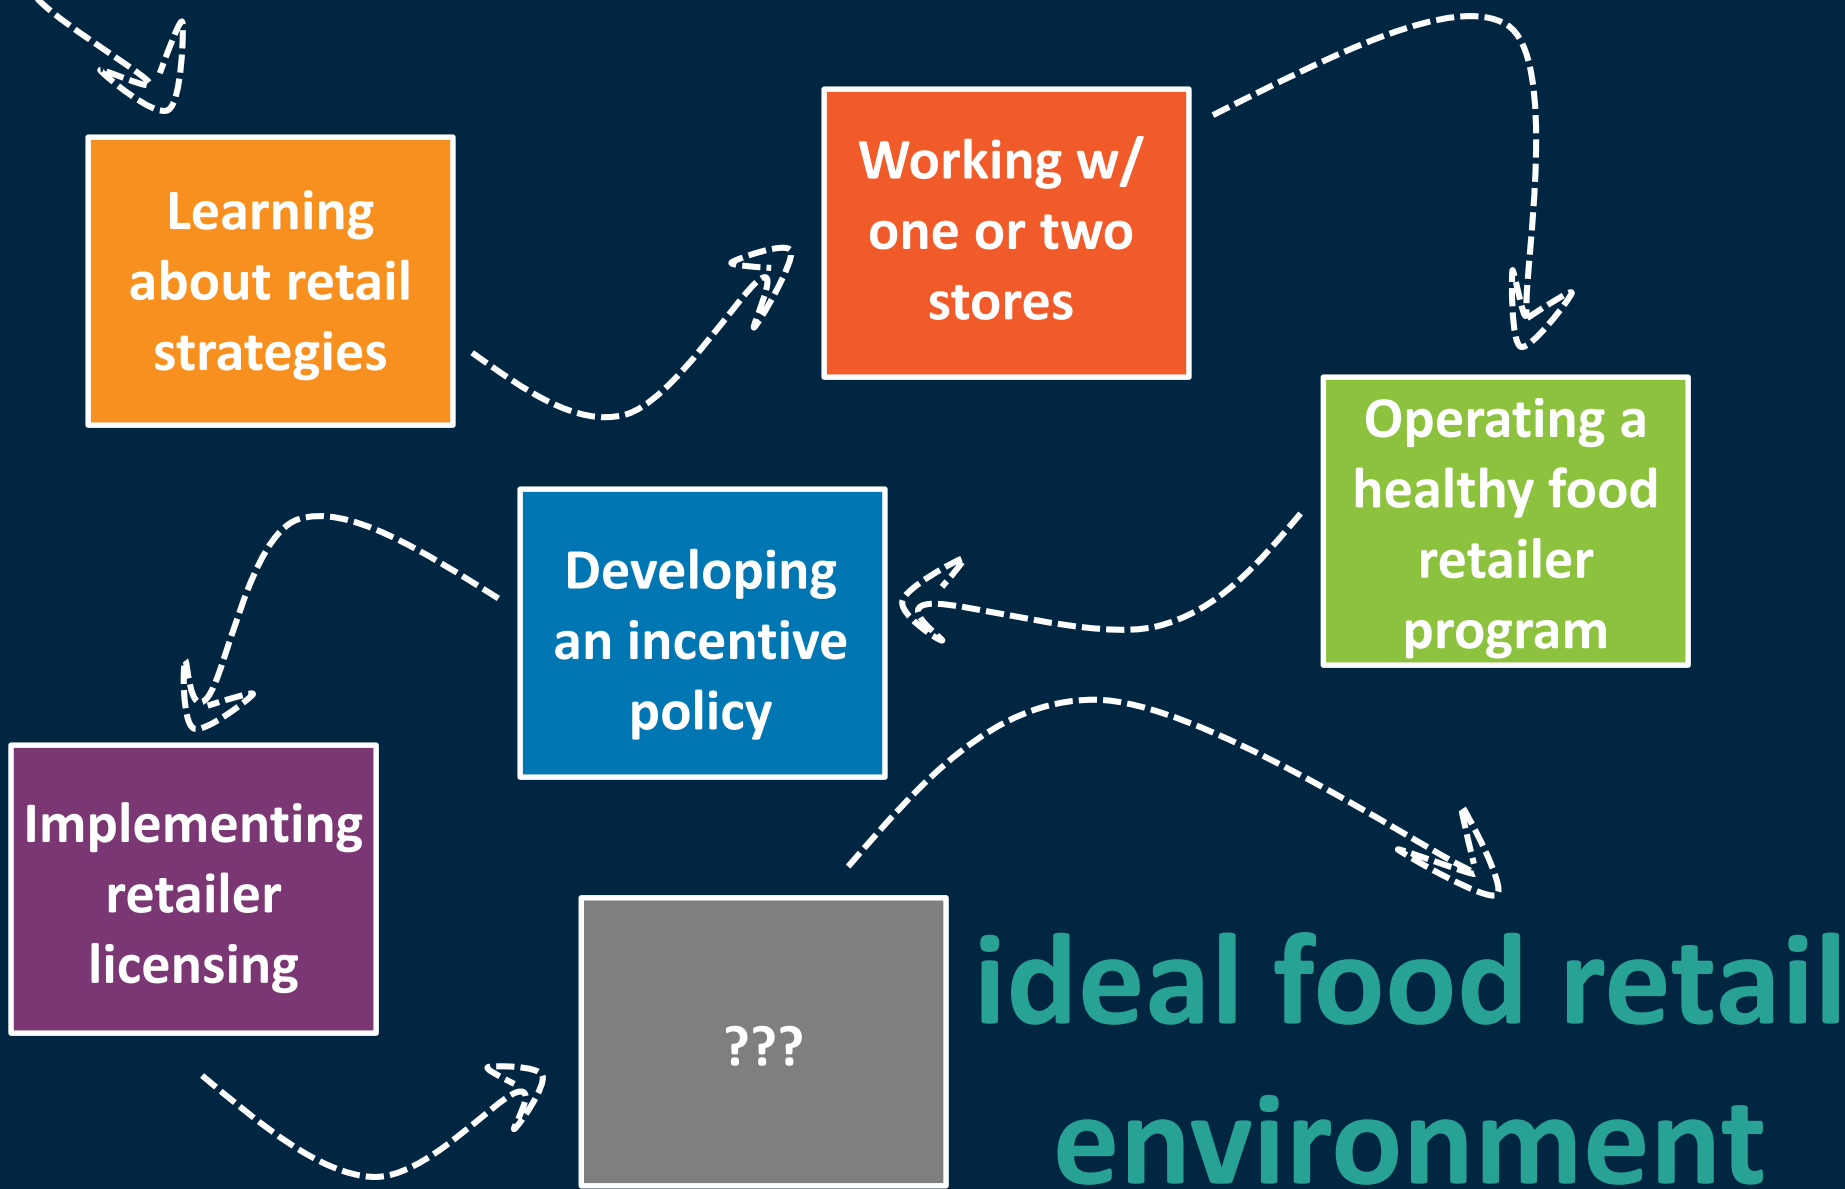 Learning
about retail
strategies
Working w/
one or two
stores
Operating a
healthy food
retailer
program
Developing
an incentive
policy
Implementing
retailer
licensing
???
ideal food retail
environment